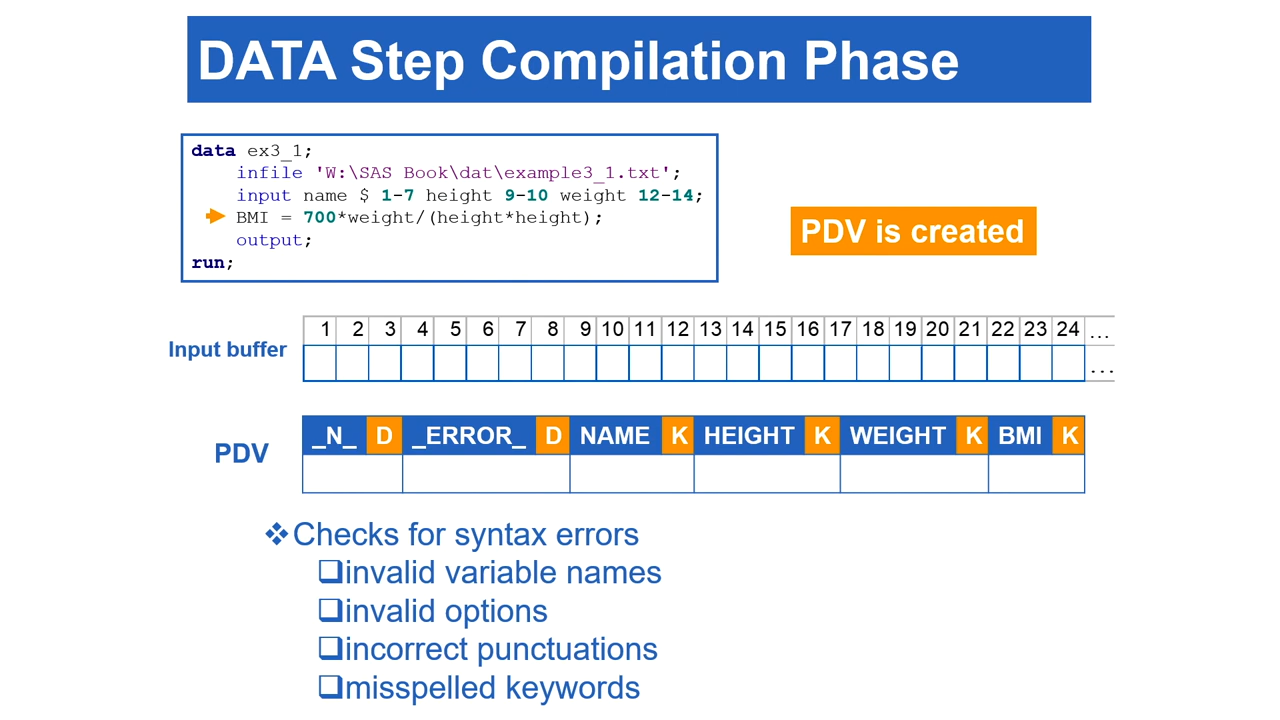 DATA Step Compilation Phase
data ex3_1;
infile 'W:\SAS Book\dat\example3_1.txt';
input name $ 1-7 height 9-10 weight 12-14;
BMI = 700*weight/(height*height);
output;
run;
PDV is created
1 2 3 4 5 6 7 8 9 10 11 12 13 14 15 16 17 18 19 20 21 22 23 24 ...
Input buffer
...
_N_ D _ERROR_ D NAME K HEIGHT K WEIGHT K BMI K
PDV
❖Checks for syntax errors
❑invalid variable names
❑invalid options
❑incorrect punctuations
❑misspelled keywords